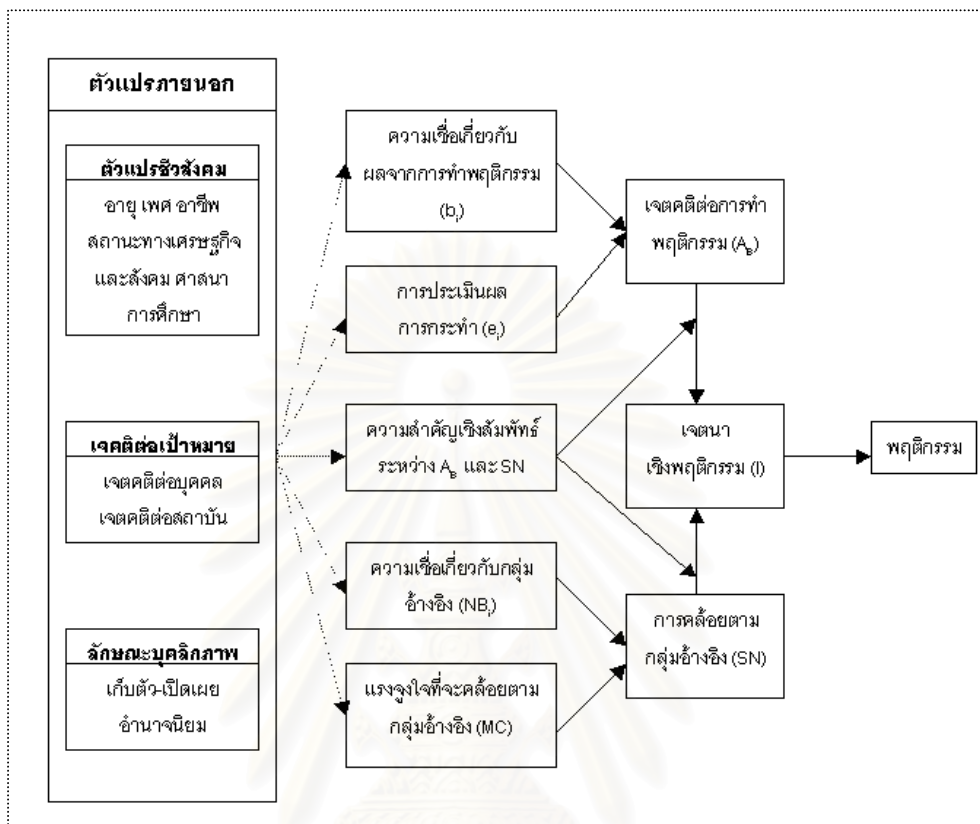 ตัวแปรภายนอก
ตัวแปรชีวสังคม
อายุ เพศ อาชีพ
สถานะทางเศรษฐกิจ
และสังคม ศาสนา
การศึกษา
เจคติต่อเป้าหมาย
เจตคติต่อบุคคล
เจตคติต่อสถาบัน
ลักษณะบุคลิกภาพ
เก็บตัว-เปิดเผย
อำนาจนิยม
ความเชื่อเกี่ยวกับ
ผลจากการทำพฤติกรรม
(bᵢ)
การประเมินผล
การกระทำ (eᵢ)
ความสำคัญเชิงสัมพัทธ์
ระหว่าง A_B และ SN
ความเชื่อเกี่ยวกับกลุ่ม
อ้างอิง (NBᵢ)
แรงจูงใจที่จะคล้อยตาม
กลุ่มอ้างอิง (MC)
เจตคติต่อการทำ
พฤติกรรม (A_B)
เจตนา
เชิงพฤติกรรม (I)
การคล้อยตาม
กลุ่มอ้างอิง (SN)
พฤติกรรม